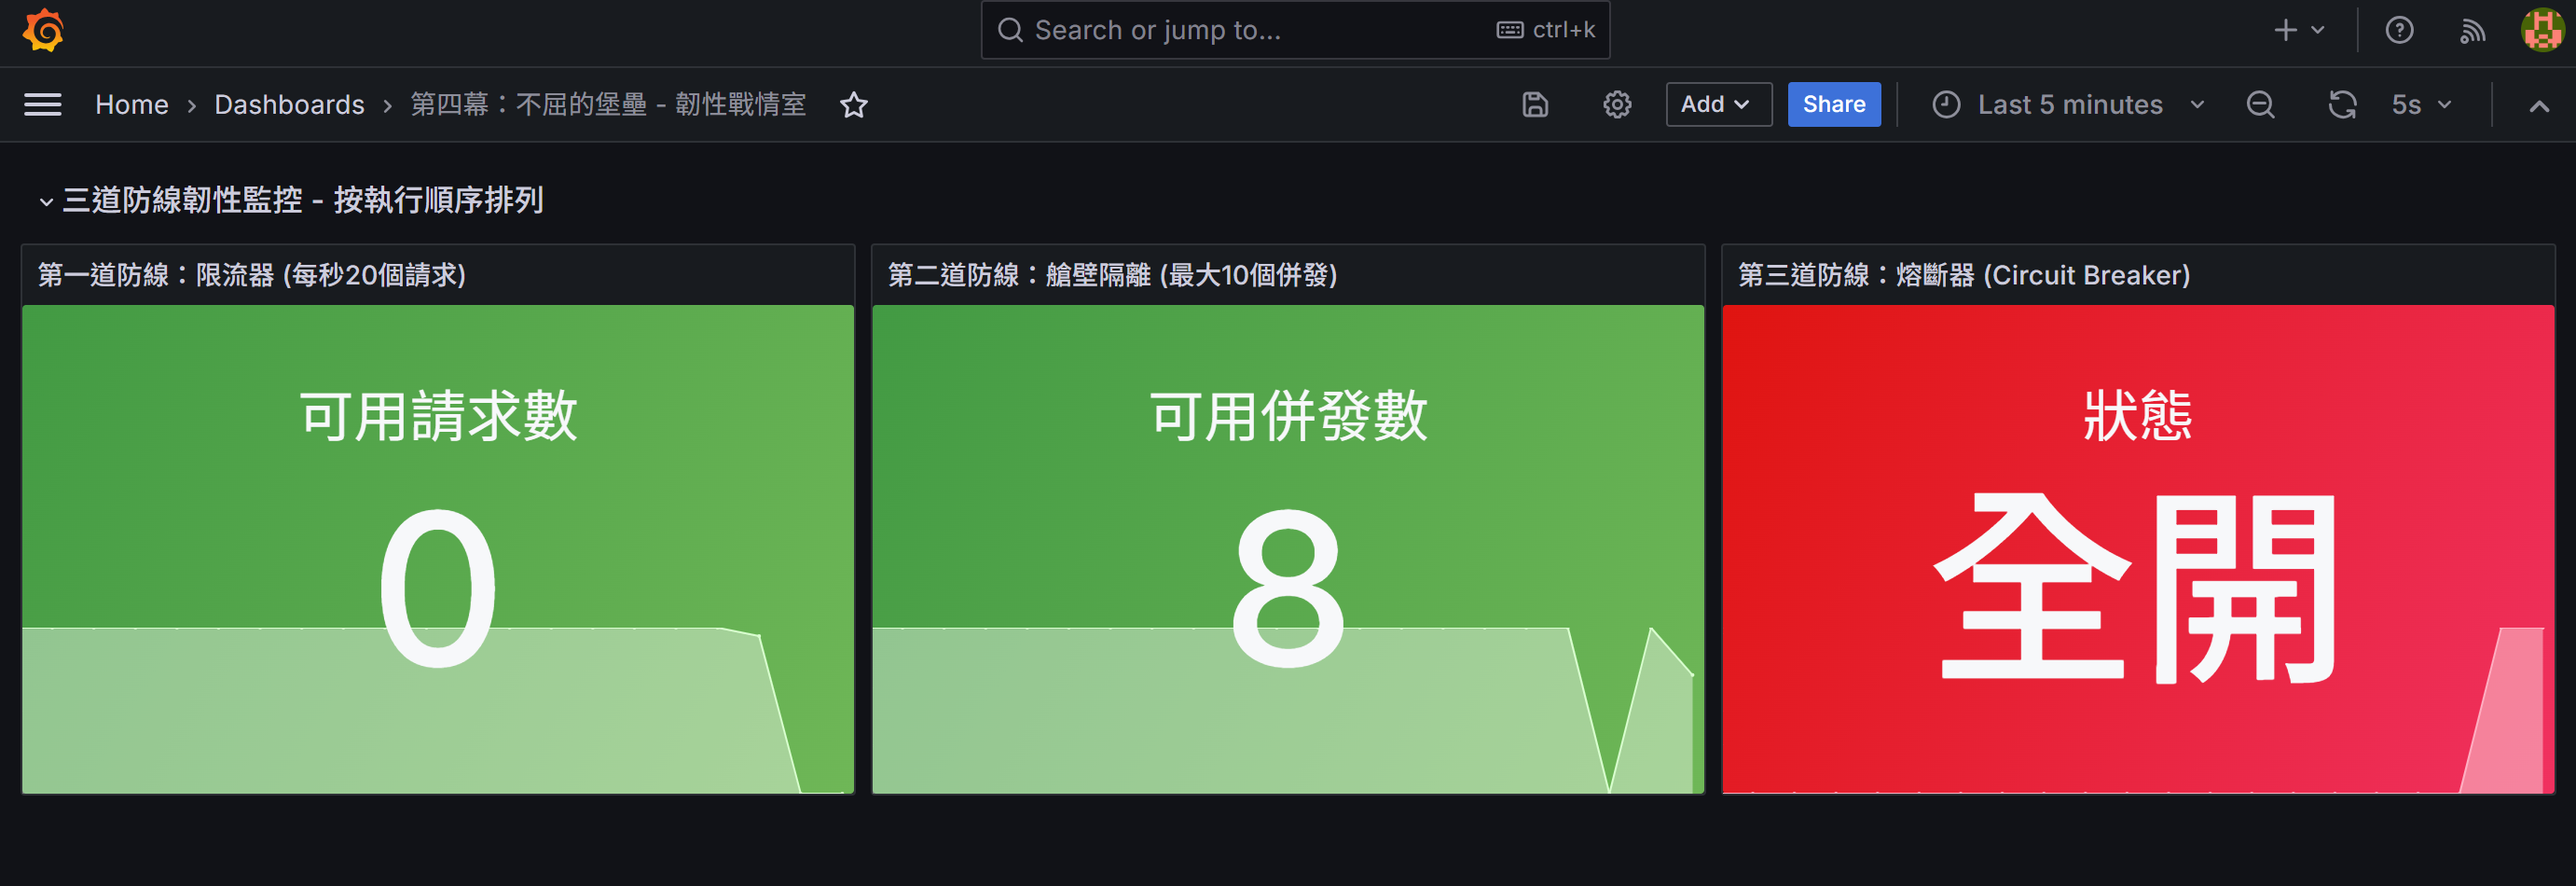 Search or jump to... ctrl+k
Home › Dashboards › 第四幕：不屈的堡壘 - 韌性戰情室 Add Share Last 5 minutes 5s
三道防線韌性監控 - 按執行順序排列
第一道防線：限流器 (每秒20個請求)
可用請求數
0
第二道防線：艙壁隔離 (最大10個併發)
可用併發數
8
第三道防線：熔斷器 (Circuit Breaker)
狀態
全開